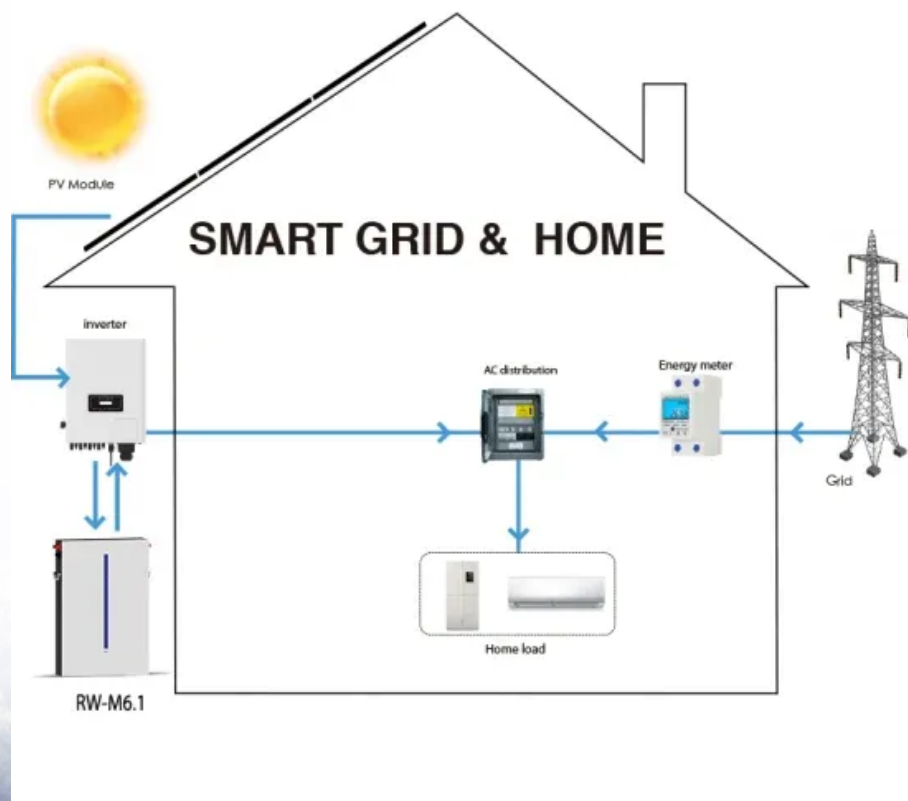 PV Module
SMART GRID & HOME
inverter
AC distribution
Energy meter
Grid
Home load
RW-M6.1